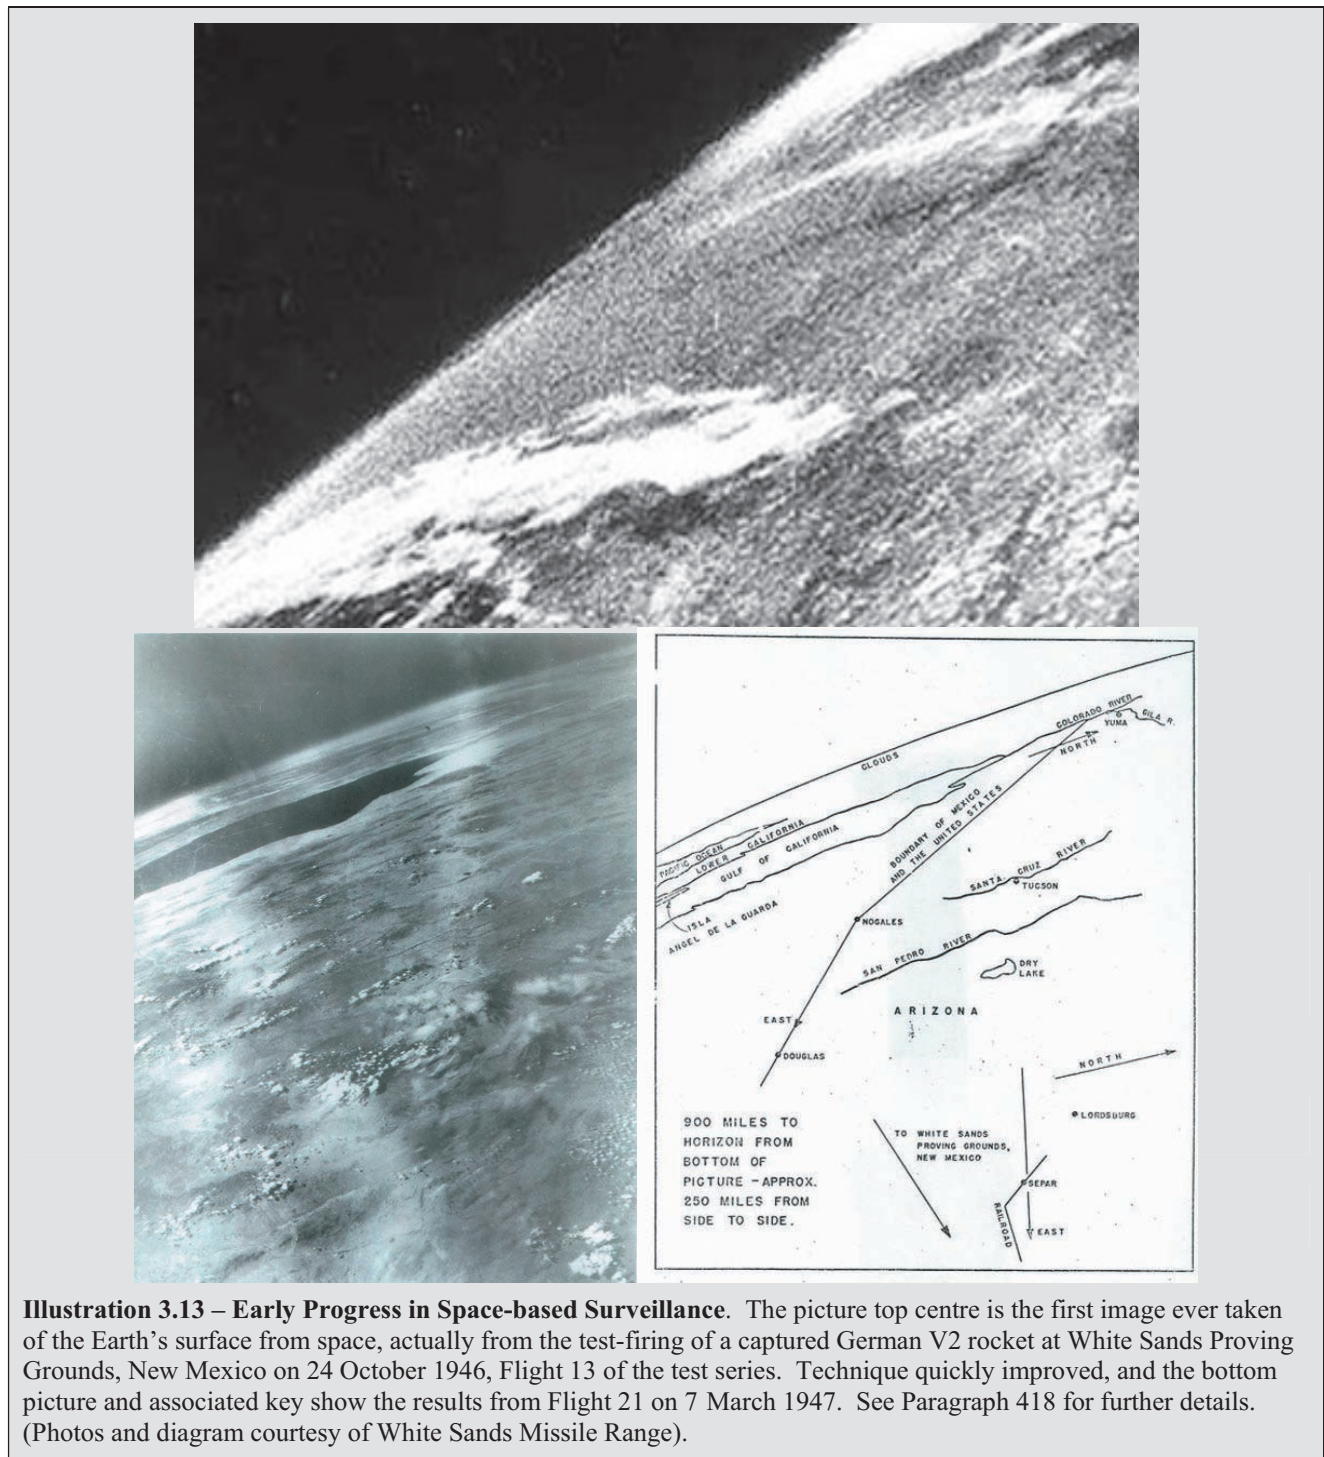 COLORADO RIVER
YUMA
GILA R.
NORTH
CLOUDS
BOUNDARY OF MEXICO
AND THE UNITED STATES
PACIFIC OCEAN
LOWER CALIFORNIA
GULF OF CALIFORNIA
ISLA
ANGEL DE LA GUARDA
SANTA CRUZ RIVER
TUCSON
NOGALES
SAN PEDRO RIVER
DRY
LAKE
ARIZONA
EAST
DOUGLAS
NORTH
LORDSBURG
900 MILES TO
HORIZON FROM
BOTTOM OF
PICTURE - APPROX.
250 MILES FROM
SIDE TO SIDE.
TO WHITE SANDS
PROVING GROUNDS,
NEW MEXICO
SEPAR
RAILROAD
EAST
Illustration 3.13 – Early Progress in Space-based Surveillance. The picture top centre is the first image ever taken
of the Earth's surface from space, actually from the test-firing of a captured German V2 rocket at White Sands Proving
Grounds, New Mexico on 24 October 1946, Flight 13 of the test series. Technique quickly improved, and the bottom
picture and associated key show the results from Flight 21 on 7 March 1947. See Paragraph 418 for further details.
(Photos and diagram courtesy of White Sands Missile Range).